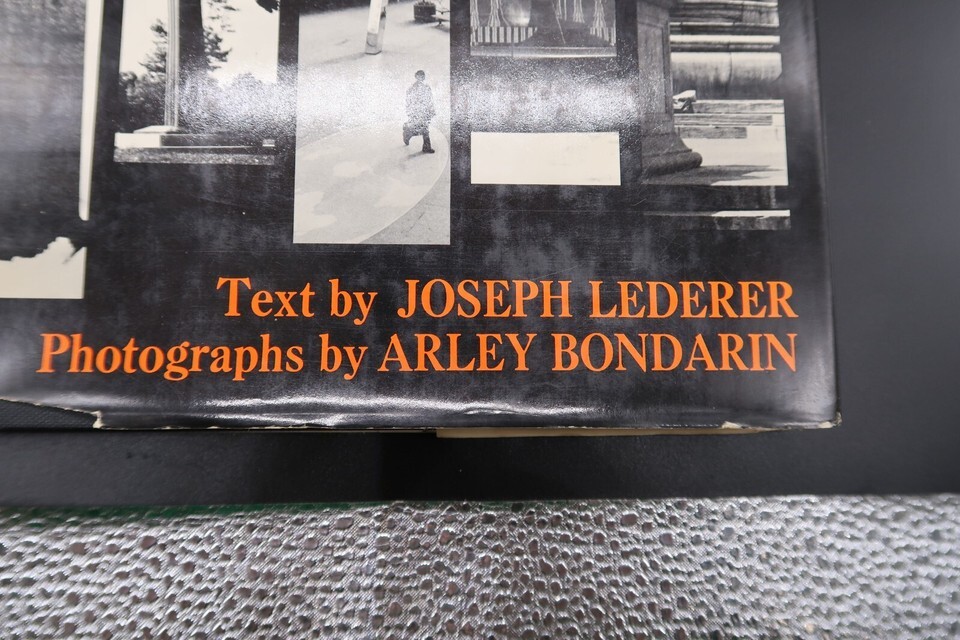 Text by JOSEPH LEDERER
Photographs by ARLEY BONDARIN